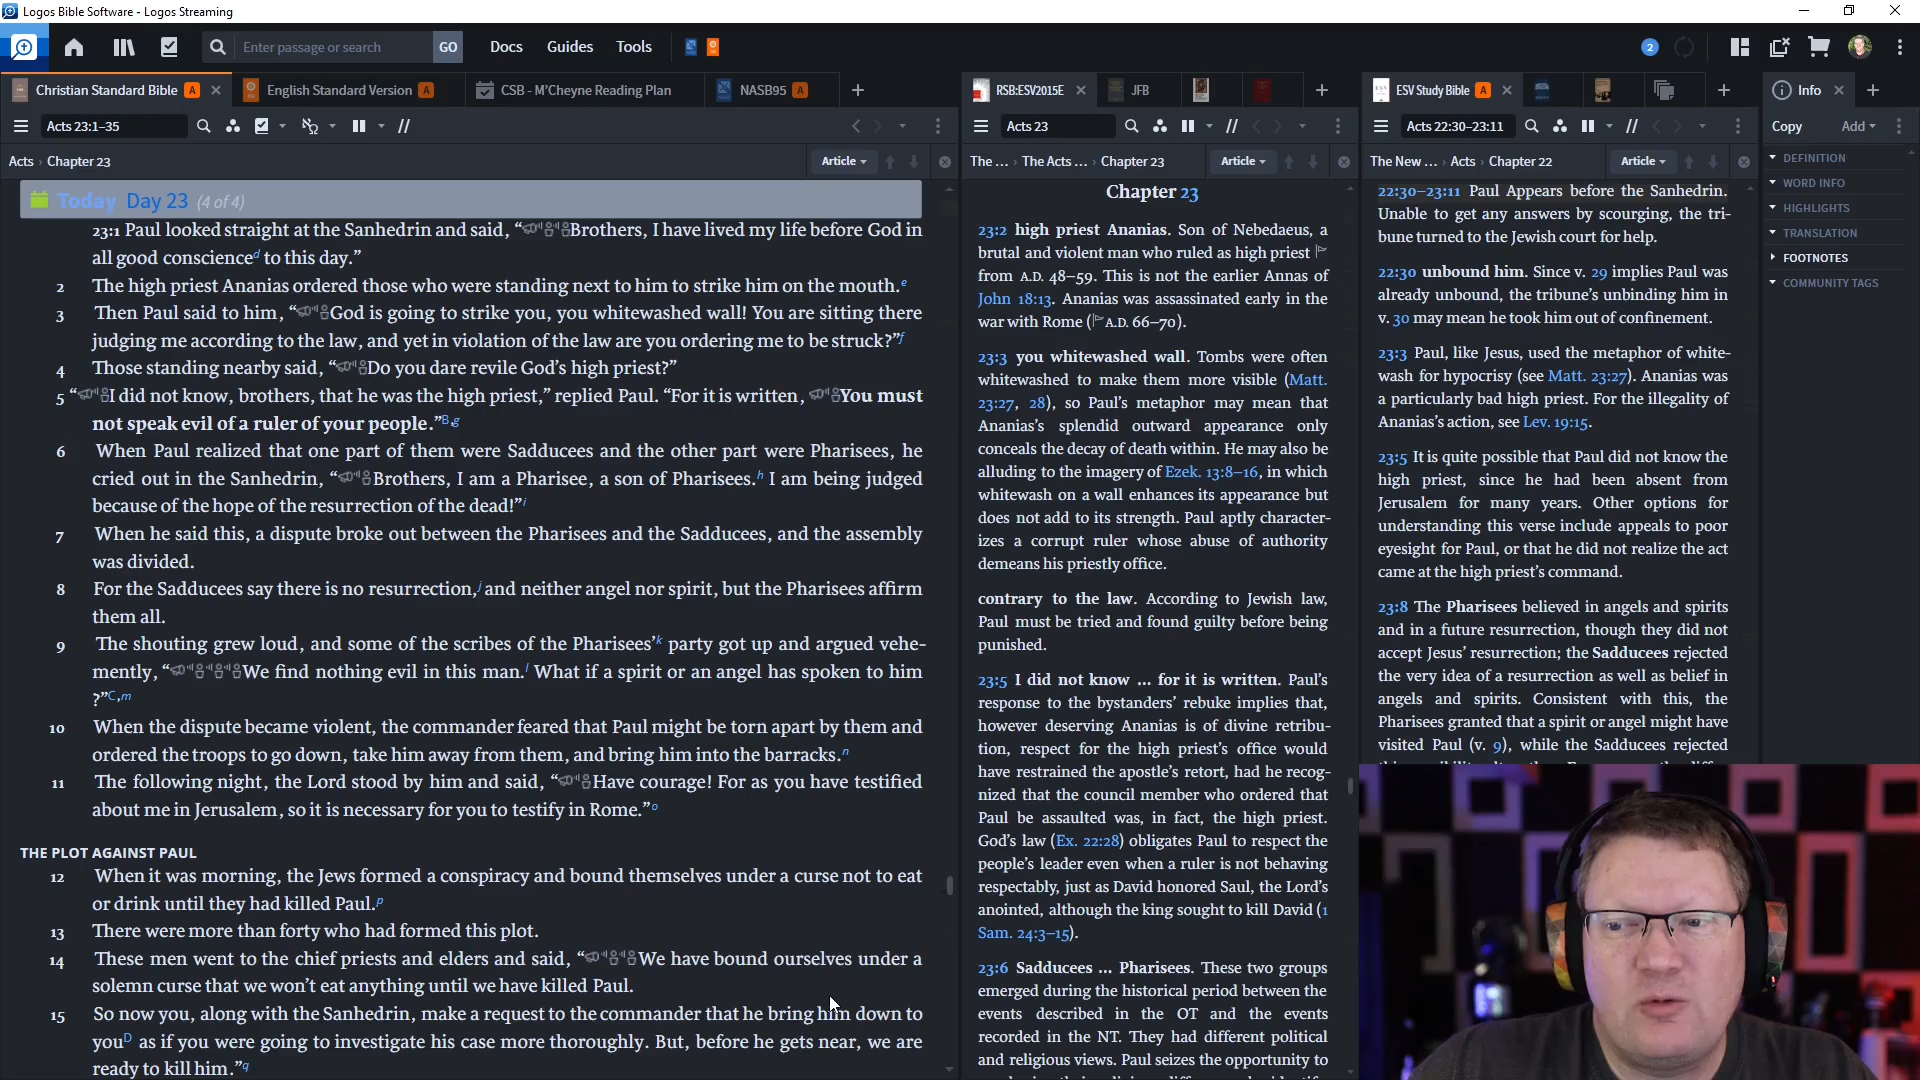 Logos Bible Software - Logos Streaming
Enter passage or search
GO
Docs
Guides
Tools
2
Christian Standard Bible A
English Standard Version A
CSB - M'Cheyne Reading Plan
NASB95 A
RSB:ESV2015E
JFB
ESV Study Bible A
Info
Acts 23:1–35
Acts 23
Acts 22:30–23:11
Copy
Add
Acts › Chapter 23
Article
The ... › The Acts ... › Chapter 23
Article
The New ... › Acts › Chapter 22
Article
Today Day 23 (4 of 4)
23:1 Paul looked straight at the Sanhedrin and said, “Brothers, I have lived my life before God in
all good conscienceᵈ to this day.”
2 The high priest Ananias ordered those who were standing next to him to strike him on the mouth.ᵉ
3 Then Paul said to him, “God is going to strike you, you whitewashed wall! You are sitting there
judging me according to the law, and yet in violation of the law are you ordering me to be struck?”ᶠ
4 Those standing nearby said, “Do you dare revile God’s high priest?”
5 “I did not know, brothers, that he was the high priest,” replied Paul. “For it is written, You must
not speak evil of a ruler of your people.”ᴮ,ᵍ
6 When Paul realized that one part of them were Sadducees and the other part were Pharisees, he
cried out in the Sanhedrin, “Brothers, I am a Pharisee, a son of Pharisees.ʰ I am being judged
because of the hope of the resurrection of the dead!”ⁱ
7 When he said this, a dispute broke out between the Pharisees and the Sadducees, and the assembly
was divided.
8 For the Sadducees say there is no resurrection,ʲ and neither angel nor spirit, but the Pharisees affirm
them all.
9 The shouting grew loud, and some of the scribes of the Pharisees’ᵏ party got up and argued vehe-
mently, “We find nothing evil in this man.ˡ What if a spirit or an angel has spoken to him
?”ᶜ,ᵐ
10 When the dispute became violent, the commander feared that Paul might be torn apart by them and
ordered the troops to go down, take him away from them, and bring him into the barracks.ⁿ
11 The following night, the Lord stood by him and said, “Have courage! For as you have testified
about me in Jerusalem, so it is necessary for you to testify in Rome.”ᵒ
THE PLOT AGAINST PAUL
12 When it was morning, the Jews formed a conspiracy and bound themselves under a curse not to eat
or drink until they had killed Paul.ᵖ
13 There were more than forty who had formed this plot.
14 These men went to the chief priests and elders and said, “We have bound ourselves under a
solemn curse that we won’t eat anything until we have killed Paul.
15 So now you, along with the Sanhedrin, make a request to the commander that he bring him down to
youᴰ as if you were going to investigate his case more thoroughly. But, before he gets near, we are
ready to kill him.”q
Chapter 23
23:2 high priest Ananias. Son of Nebedaeus, a
brutal and violent man who ruled as high priest
from A.D. 48–59. This is not the earlier Annas of
John 18:13. Ananias was assassinated early in the
war with Rome (A.D. 66–70).
23:3 you whitewashed wall. Tombs were often
whitewashed to make them more visible (Matt.
23:27, 28), so Paul’s metaphor may mean that
Ananias’s splendid outward appearance only
conceals the decay of death within. He may also be
alluding to the imagery of Ezek. 13:8–16, in which
whitewash on a wall enhances its appearance but
does not add to its strength. Paul aptly character-
izes a corrupt ruler whose abuse of authority
demeans his priestly office.
contrary to the law. According to Jewish law,
Paul must be tried and found guilty before being
punished.
23:5 I did not know ... for it is written. Paul’s
response to the bystanders’ rebuke implies that,
however deserving Ananias is of divine retribu-
tion, respect for the high priest’s office would
have restrained the apostle’s retort, had he recog-
nized that the council member who ordered that
Paul be assaulted was, in fact, the high priest.
God’s law (Ex. 22:28) obligates Paul to respect the
people’s leader even when a ruler is not behaving
respectably, just as David honored Saul, the Lord’s
anointed, although the king sought to kill David (1
Sam. 24:3–15).
23:6 Sadducees ... Pharisees. These two groups
emerged during the historical period between the
events described in the OT and the events
recorded in the NT. They had different political
and religious views. Paul seizes the opportunity to
22:30–23:11 Paul Appears before the Sanhedrin.
Unable to get any answers by scourging, the tri-
bune turned to the Jewish court for help.
22:30 unbound him. Since v. 29 implies Paul was
already unbound, the tribune’s unbinding him in
v. 30 may mean he took him out of confinement.
23:3 Paul, like Jesus, used the metaphor of white-
wash for hypocrisy (see Matt. 23:27). Ananias was
a particularly bad high priest. For the illegality of
Ananias’s action, see Lev. 19:15.
23:5 It is quite possible that Paul did not know the
high priest, since he had been absent from
Jerusalem for many years. Other options for
understanding this verse include appeals to poor
eyesight for Paul, or that he did not realize the act
came at the high priest’s command.
23:8 The Pharisees believed in angels and spirits
and in a future resurrection, though they did not
accept Jesus’ resurrection; the Sadducees rejected
the very idea of a resurrection as well as belief in
angels and spirits. Consistent with this, the
Pharisees granted that a spirit or angel might have
visited Paul (v. 9), while the Sadducees rejected
DEFINITION
WORD INFO
HIGHLIGHTS
TRANSLATION
FOOTNOTES
COMMUNITY TAGS